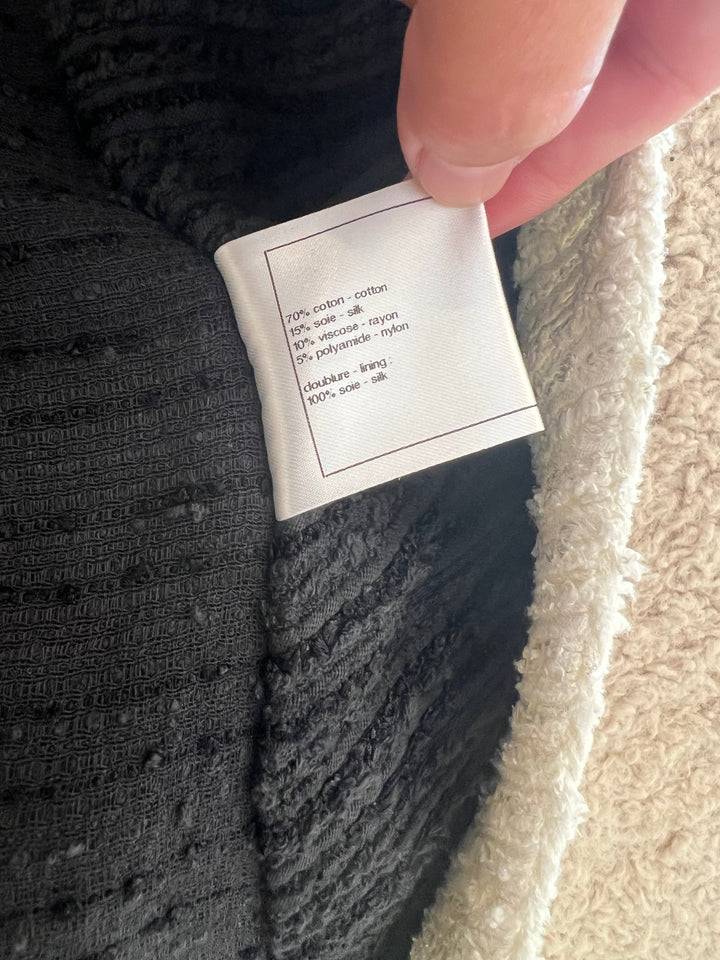 70% coton - cotton
15% soie - silk
10% viscose - rayon
5% polyamide - nylon
doublure - lining :
100% soie - silk